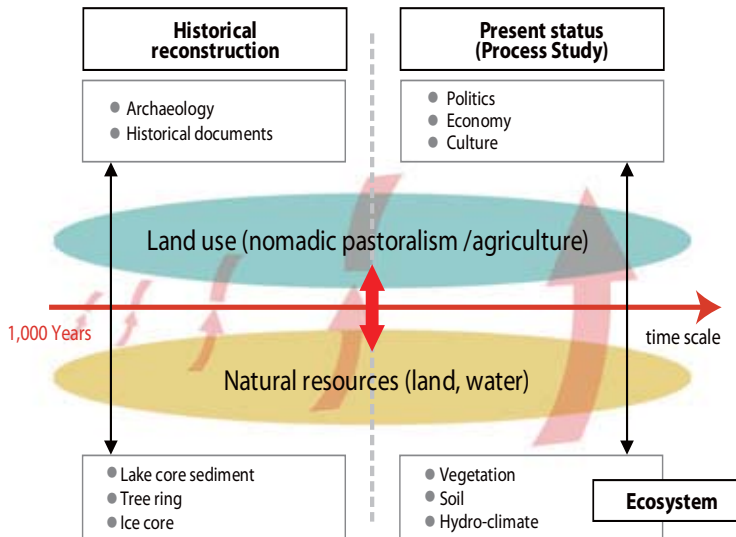 Historical
reconstruction
Present status
(Process Study)
Archaeology
Historical documents
Politics
Economy
Culture
Land use (nomadic pastoralism /agriculture)
1,000 Years
time scale
Natural resources (land, water)
Lake core sediment
Tree ring
Ice core
Vegetation
Soil
Hydro-climate
Ecosystem